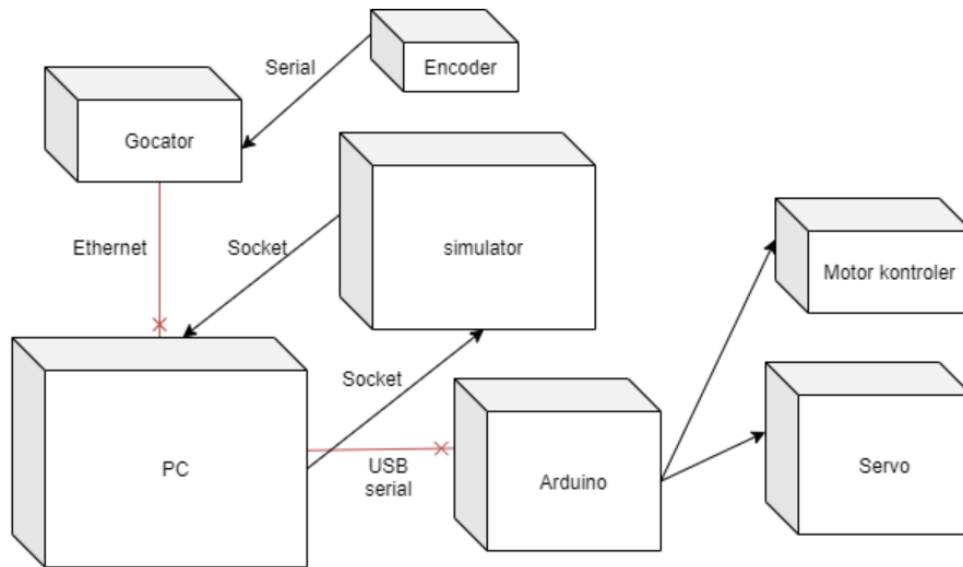 Serial
Encoder
Gocator
Ethernet
Socket
simulator
Motor kontroler
Socket
PC
USB
serial
Arduino
Servo